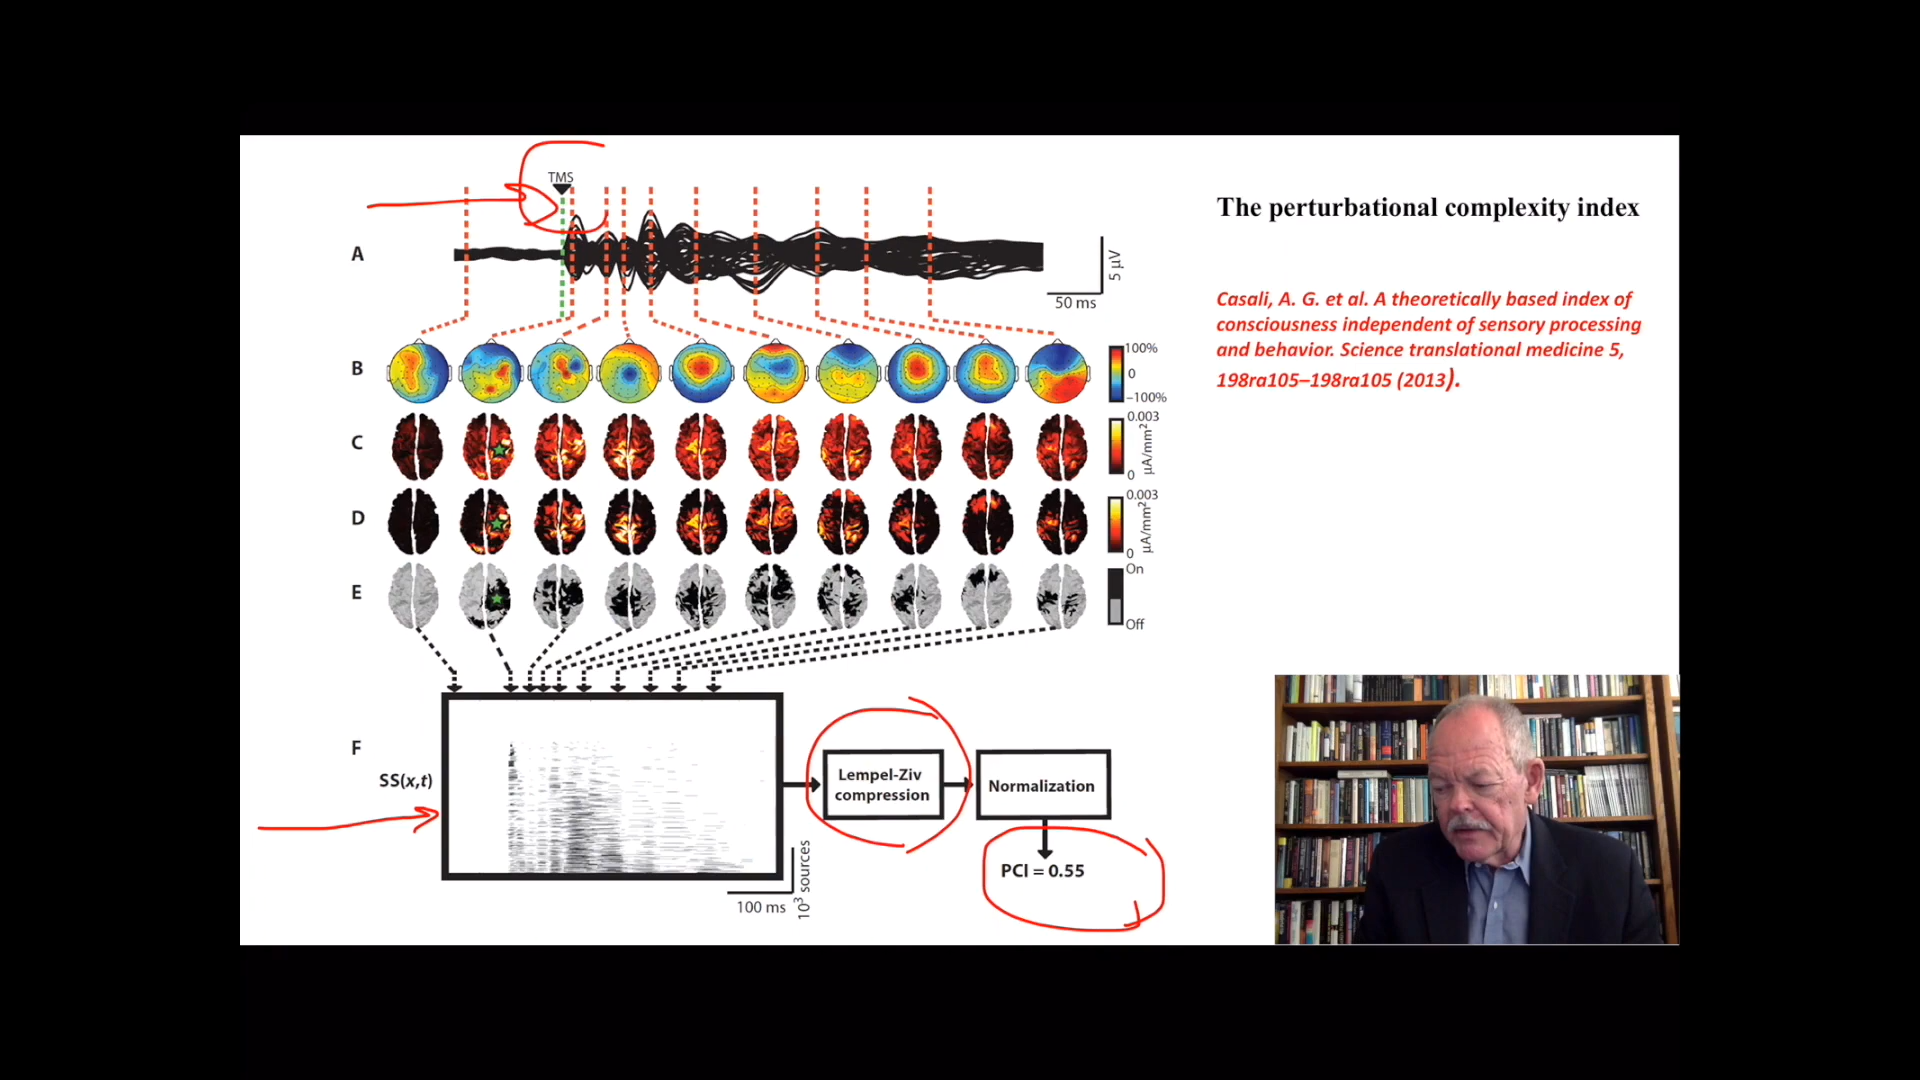 The perturbational complexity index
Casali, A. G. et al. A theoretically based index of
consciousness independent of sensory processing
and behavior. Science translational medicine 5,
198ra105–198ra105 (2013).
TMS
A
5 µV
50 ms
B
100%
0
–100%
C
0.003
0
µA/mm²
D
0.003
0
µA/mm²
E
On
Off
F
SS(x,t)
Lempel-Ziv
compression
Normalization
PCI = 0.55
100 ms
10³ sources